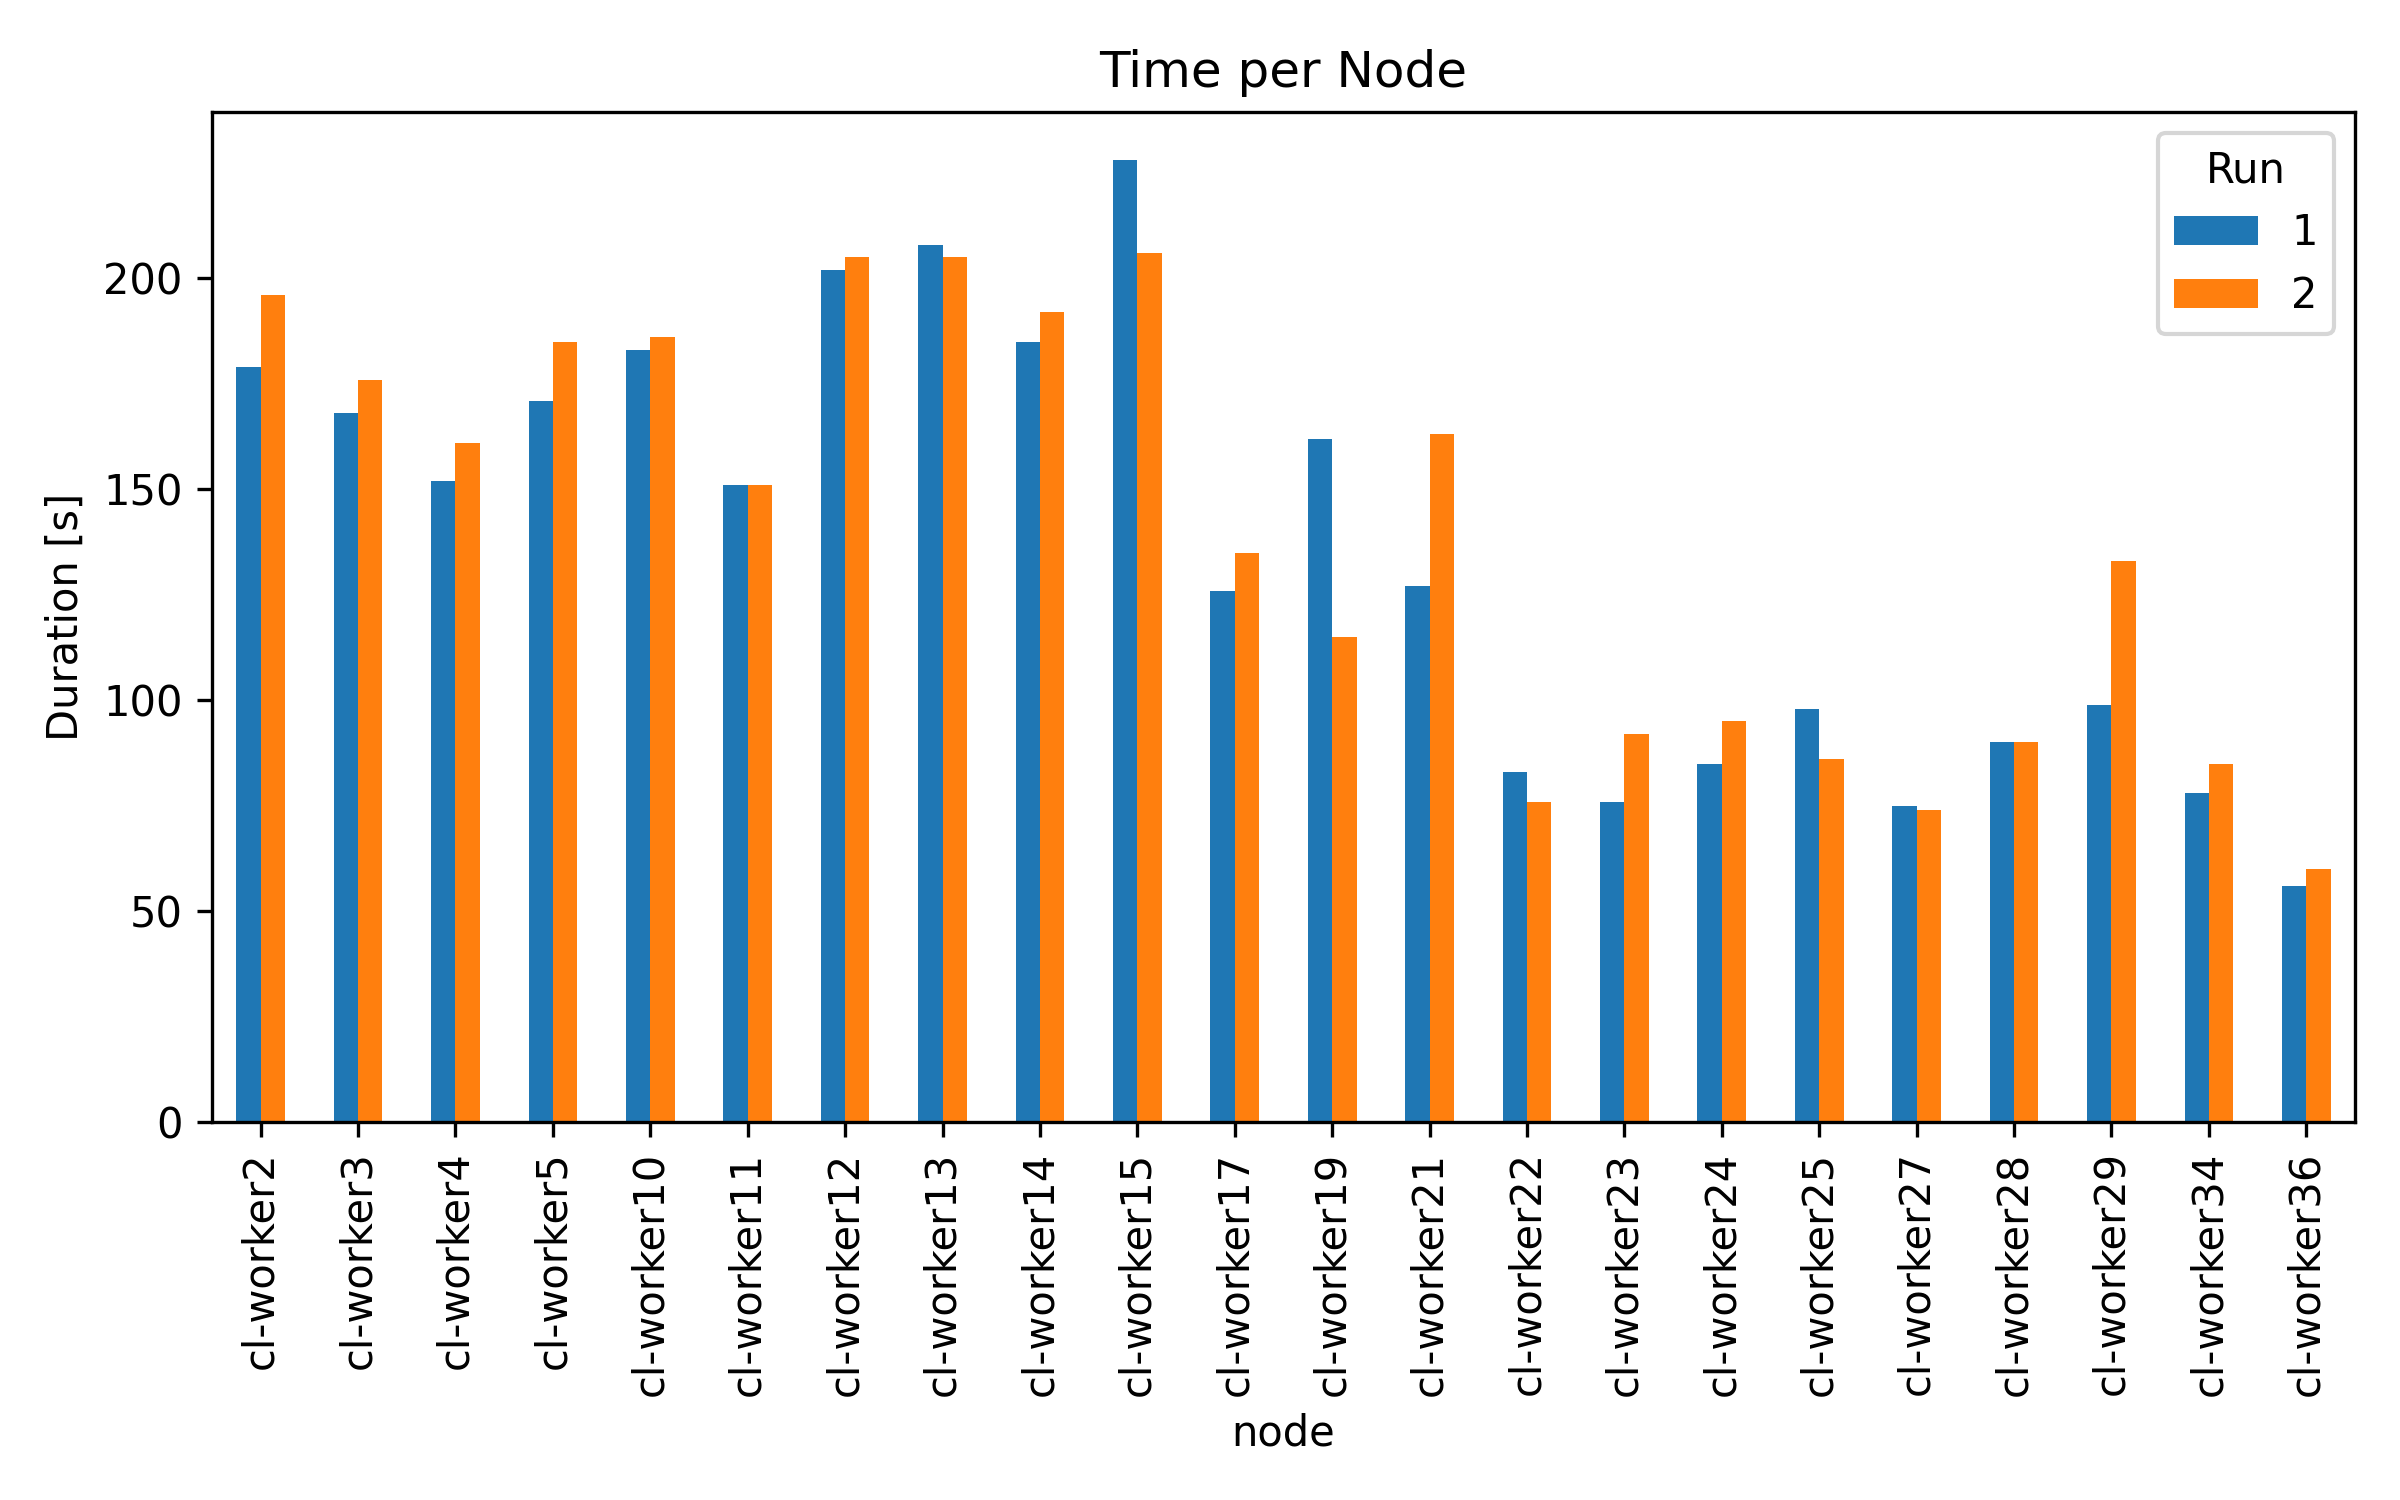 Time per Node
Run
1
2
Duration [s]
200
150
100
50
0
cl-worker2
cl-worker3
cl-worker4
cl-worker5
cl-worker10
cl-worker11
cl-worker12
cl-worker13
cl-worker14
cl-worker15
cl-worker17
cl-worker19
cl-worker21
cl-worker22
cl-worker23
cl-worker24
cl-worker25
cl-worker27
cl-worker28
cl-worker29
cl-worker34
cl-worker36
node